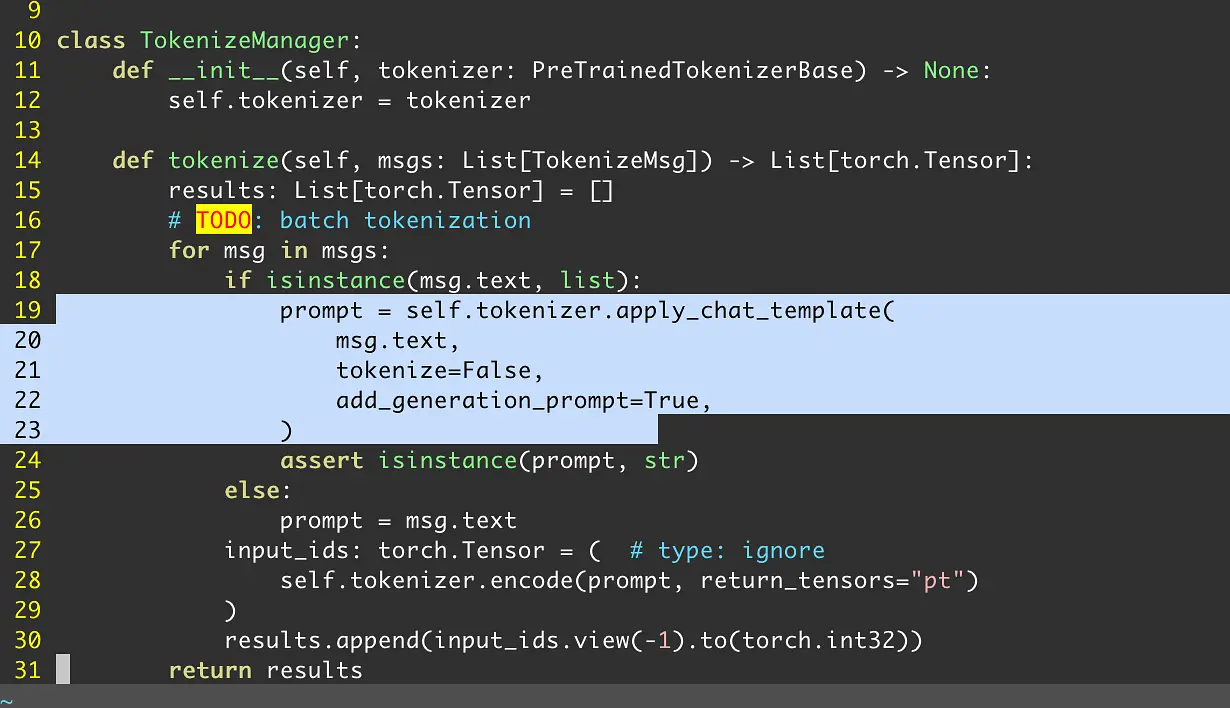 9
10 class TokenizeManager:
11     def __init__(self, tokenizer: PreTrainedTokenizerBase) -> None:
12         self.tokenizer = tokenizer
13
14     def tokenize(self, msgs: List[TokenizeMsg]) -> List[torch.Tensor]:
15         results: List[torch.Tensor] = []
16         # TODO: batch tokenization
17         for msg in msgs:
18             if isinstance(msg.text, list):
19                 prompt = self.tokenizer.apply_chat_template(
20                     msg.text,
21                     tokenize=False,
22                     add_generation_prompt=True,
23                 )
24                 assert isinstance(prompt, str)
25             else:
26                 prompt = msg.text
27             input_ids: torch.Tensor = (  # type: ignore
28                 self.tokenizer.encode(prompt, return_tensors="pt")
29             )
30             results.append(input_ids.view(-1).to(torch.int32))
31         return results
~